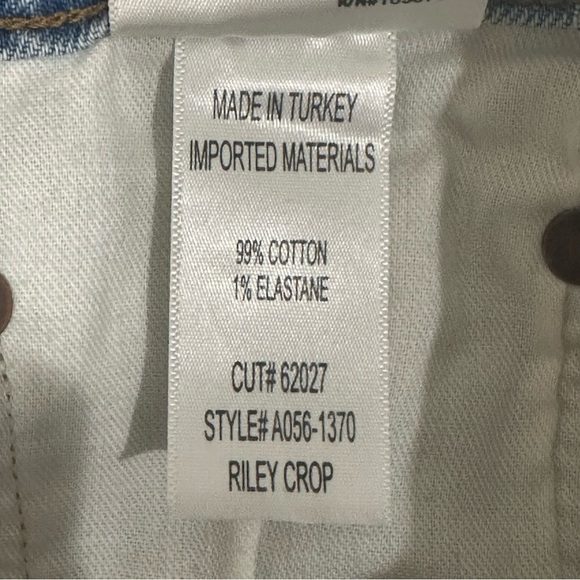 MADE IN TURKEY
IMPORTED MATERIALS
99% COTTON
1% ELASTANE
CUT# 62027
STYLE# A056-1370
RILEY CROP